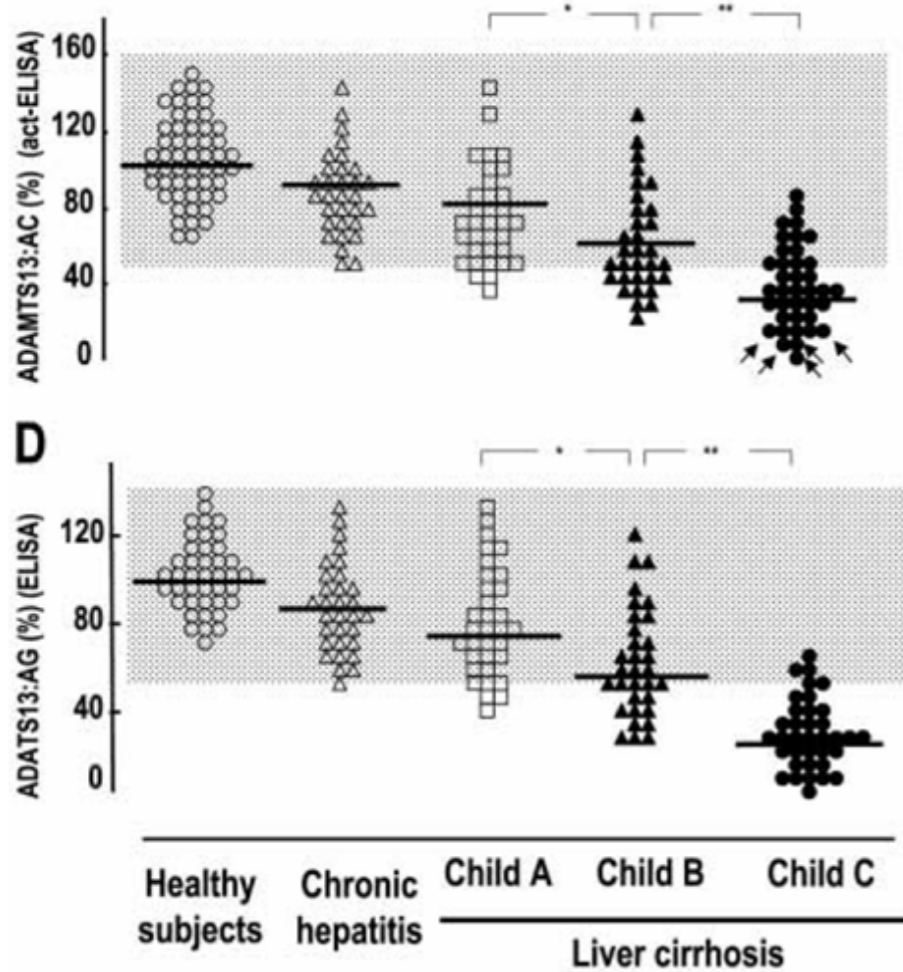 * **
ADAMTS13:AC (%) (act-ELISA)
160
120
80
40
0
D
* **
ADATS13:AG (%) (ELISA)
120
80
40
0
Healthy subjects
Chronic hepatitis
Child A
Child B
Child C
Liver cirrhosis